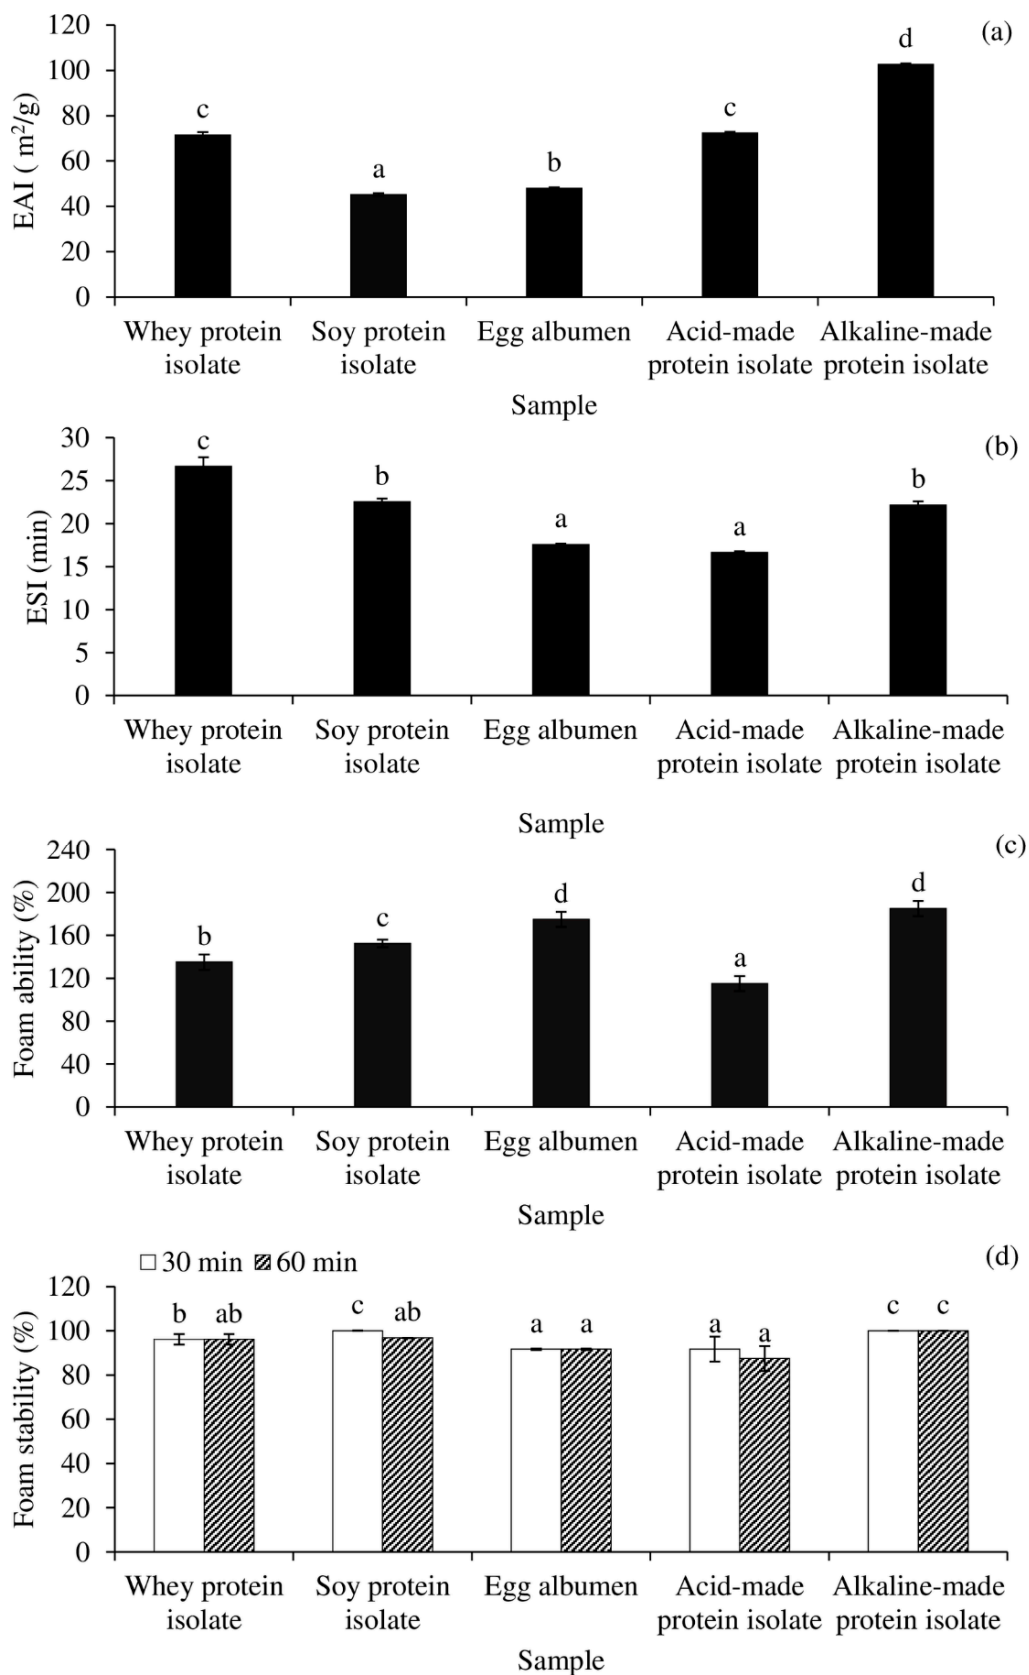 (a)
120
100
80
60
40
20
0
EAI ( m²/g)
c
a
b
c
d
Whey protein isolate
Soy protein isolate
Egg albumen
Acid-made protein isolate
Alkaline-made protein isolate
Sample
(b)
30
25
20
15
10
5
0
ESI (min)
c
b
a
a
b
Whey protein isolate
Soy protein isolate
Egg albumen
Acid-made protein isolate
Alkaline-made protein isolate
Sample
(c)
240
200
160
120
80
40
0
Foam ability (%)
b
c
d
a
d
Whey protein isolate
Soy protein isolate
Egg albumen
Acid-made protein isolate
Alkaline-made protein isolate
Sample
(d)
30 min 60 min
120
100
80
60
40
20
0
Foam stability (%)
b ab
c ab
a a
a a
c c
Whey protein isolate
Soy protein isolate
Egg albumen
Acid-made protein isolate
Alkaline-made protein isolate
Sample